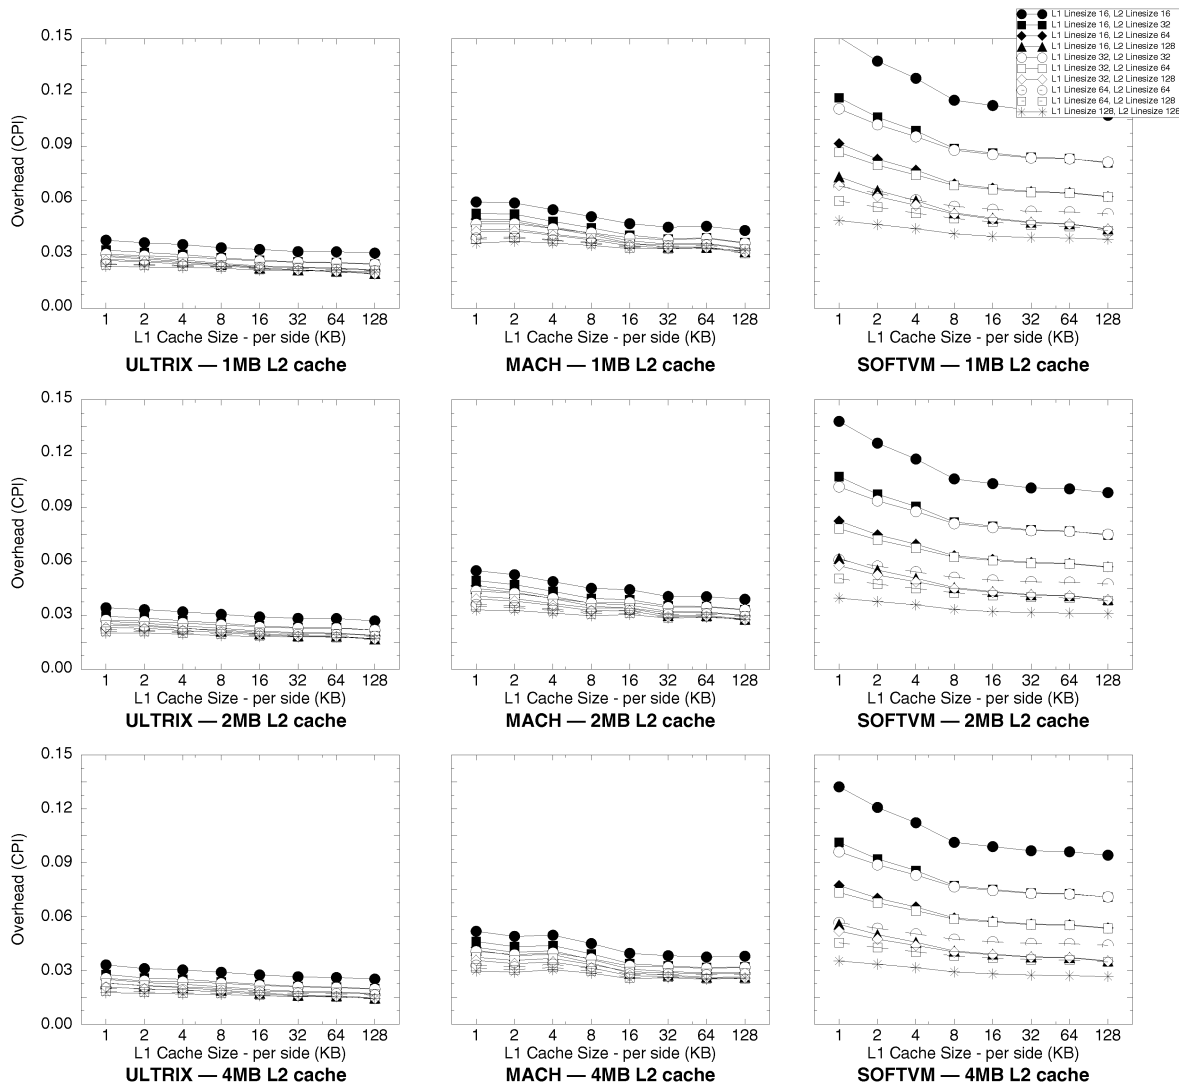 L1 Linesize 16, L2 Linesize 16
L1 Linesize 16, L2 Linesize 32
L1 Linesize 16, L2 Linesize 64
L1 Linesize 16, L2 Linesize 128
L1 Linesize 32, L2 Linesize 32
L1 Linesize 32, L2 Linesize 64
L1 Linesize 32, L2 Linesize 128
L1 Linesize 64, L2 Linesize 64
L1 Linesize 64, L2 Linesize 128
L1 Linesize 128, L2 Linesize 128
0.15
0.12
0.09
0.06
0.03
0.00
Overhead (CPI)
1 2 4 8 16 32 64 128
L1 Cache Size - per side (KB)
ULTRIX — 1MB L2 cache
1 2 4 8 16 32 64 128
L1 Cache Size - per side (KB)
MACH — 1MB L2 cache
1 2 4 8 16 32 64 128
L1 Cache Size - per side (KB)
SOFTVM — 1MB L2 cache
0.15
0.12
0.09
0.06
0.03
0.00
Overhead (CPI)
1 2 4 8 16 32 64 128
L1 Cache Size - per side (KB)
ULTRIX — 2MB L2 cache
1 2 4 8 16 32 64 128
L1 Cache Size - per side (KB)
MACH — 2MB L2 cache
1 2 4 8 16 32 64 128
L1 Cache Size - per side (KB)
SOFTVM — 2MB L2 cache
0.15
0.12
0.09
0.06
0.03
0.00
Overhead (CPI)
1 2 4 8 16 32 64 128
L1 Cache Size - per side (KB)
ULTRIX — 4MB L2 cache
1 2 4 8 16 32 64 128
L1 Cache Size - per side (KB)
MACH — 4MB L2 cache
1 2 4 8 16 32 64 128
L1 Cache Size - per side (KB)
SOFTVM — 4MB L2 cache